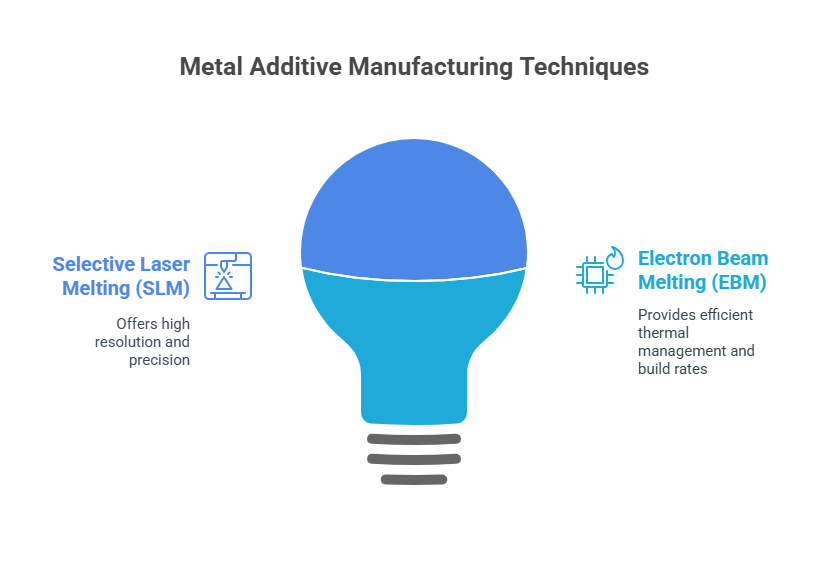 Metal Additive Manufacturing Techniques
Selective Laser
Melting (SLM)
Offers high
resolution and
precision
Electron Beam
Melting (EBM)
Provides efficient
thermal
management and
build rates